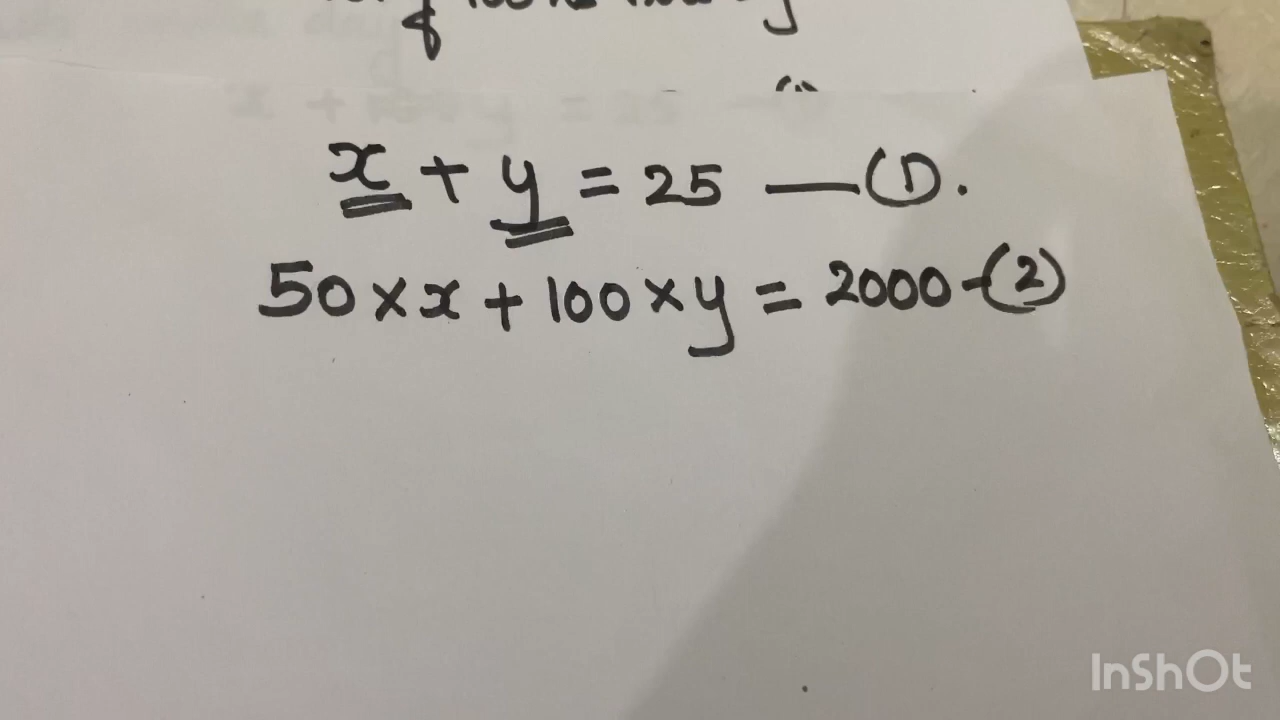 x + y = 25 — (1).
50 × x + 100 × y = 2000 - (2)
InShOt